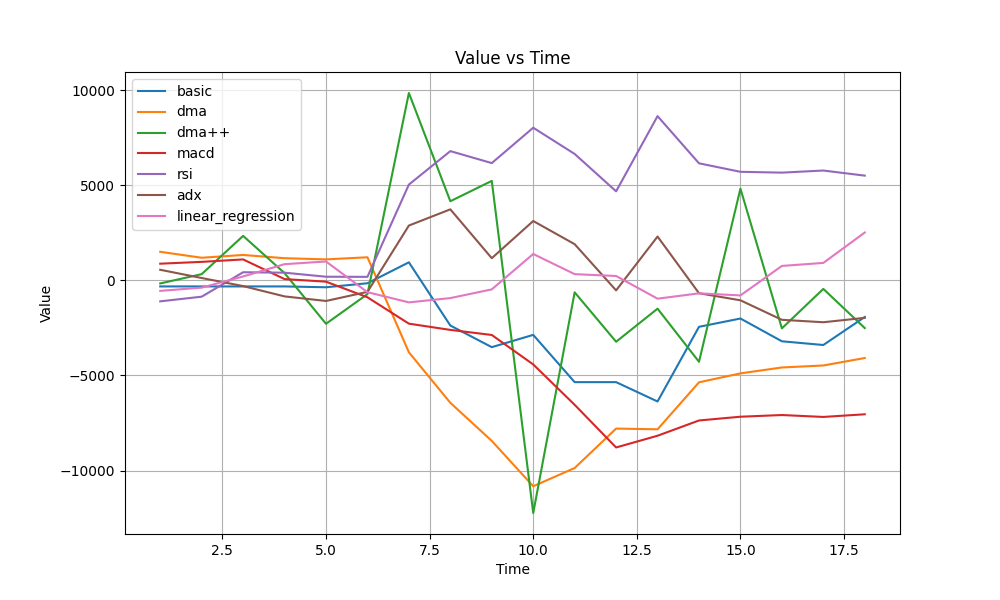 Value vs Time
basic
dma
dma++
macd
rsi
adx
linear_regression
10000
5000
0
−5000
−10000
Value
2.5 5.0 7.5 10.0 12.5 15.0 17.5
Time